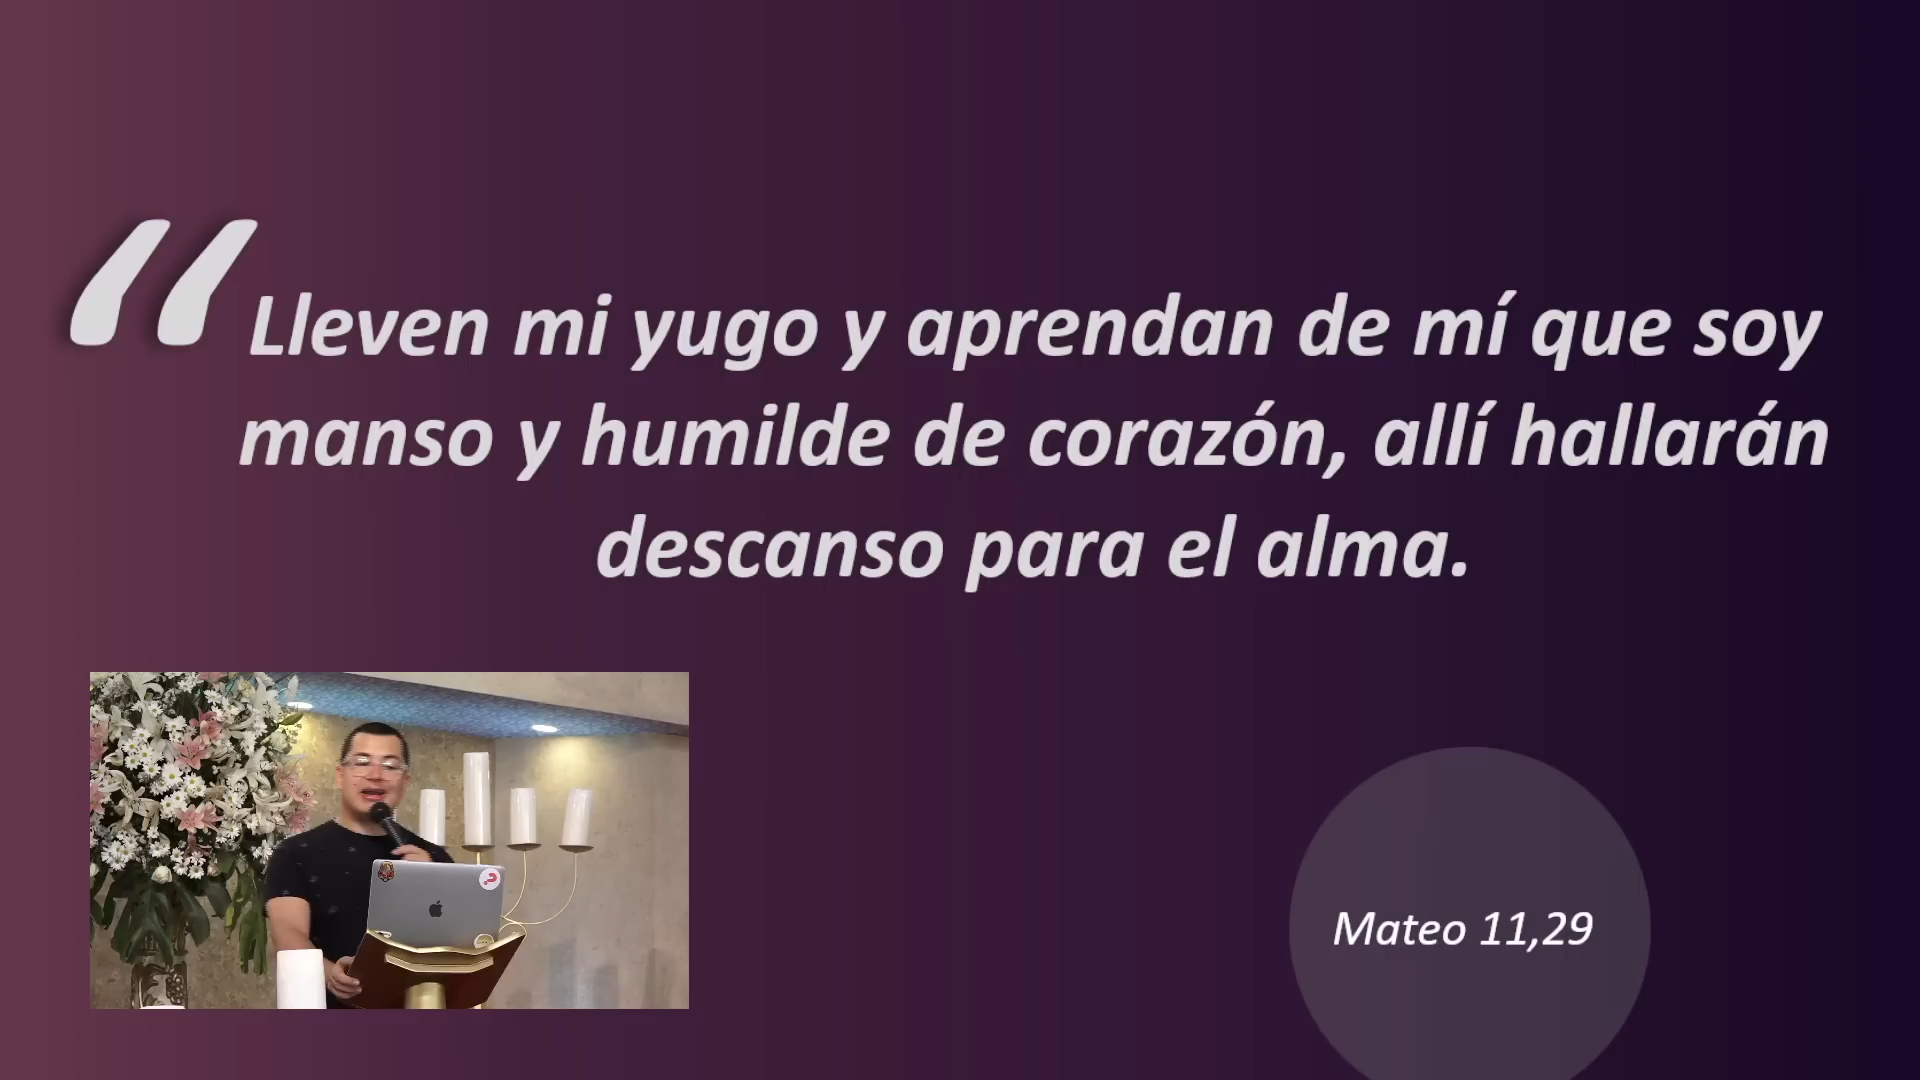 “Lleven mi yugo y aprendan de mí que soy
manso y humilde de corazón, allí hallarán
descanso para el alma.
Mateo 11,29